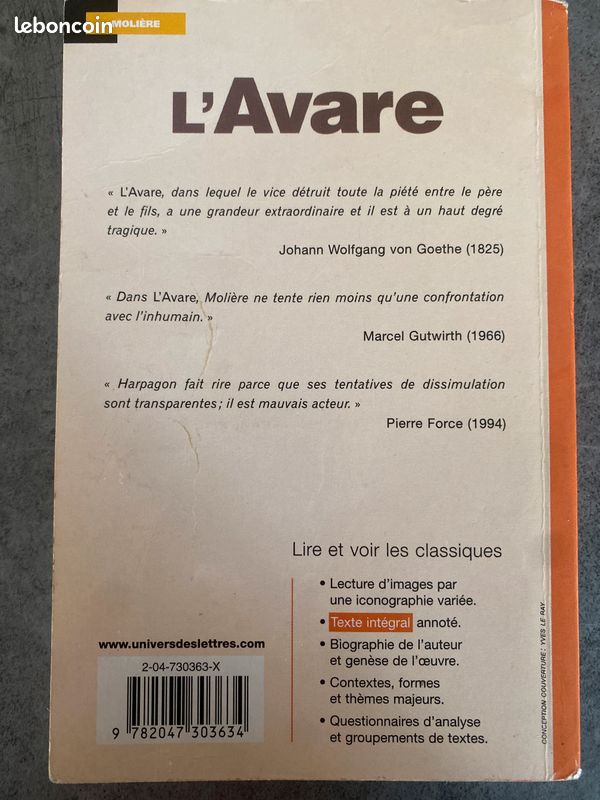 leboncoin
MOLIÈRE
L'Avare
« L'Avare, dans lequel le vice détruit toute la piété entre le père
et le fils, a une grandeur extraordinaire et il est à un haut degré
tragique. »
Johann Wolfgang von Goethe (1825)
« Dans L'Avare, Molière ne tente rien moins qu'une confrontation
avec l'inhumain. »
Marcel Gutwirth (1966)
« Harpagon fait rire parce que ses tentatives de dissimulation
sont transparentes ; il est mauvais acteur. »
Pierre Force (1994)
Lire et voir les classiques
• Lecture d'images par
une iconographie variée.
• Texte intégral annoté.
• Biographie de l'auteur
et genèse de l'œuvre.
• Contextes, formes
et thèmes majeurs.
• Questionnaires d'analyse
et groupements de textes.
www.universdeslettres.com
2-04-730363-X
9 782047 303634
CONCEPTION COUVERTURE : YVES LE RAY.